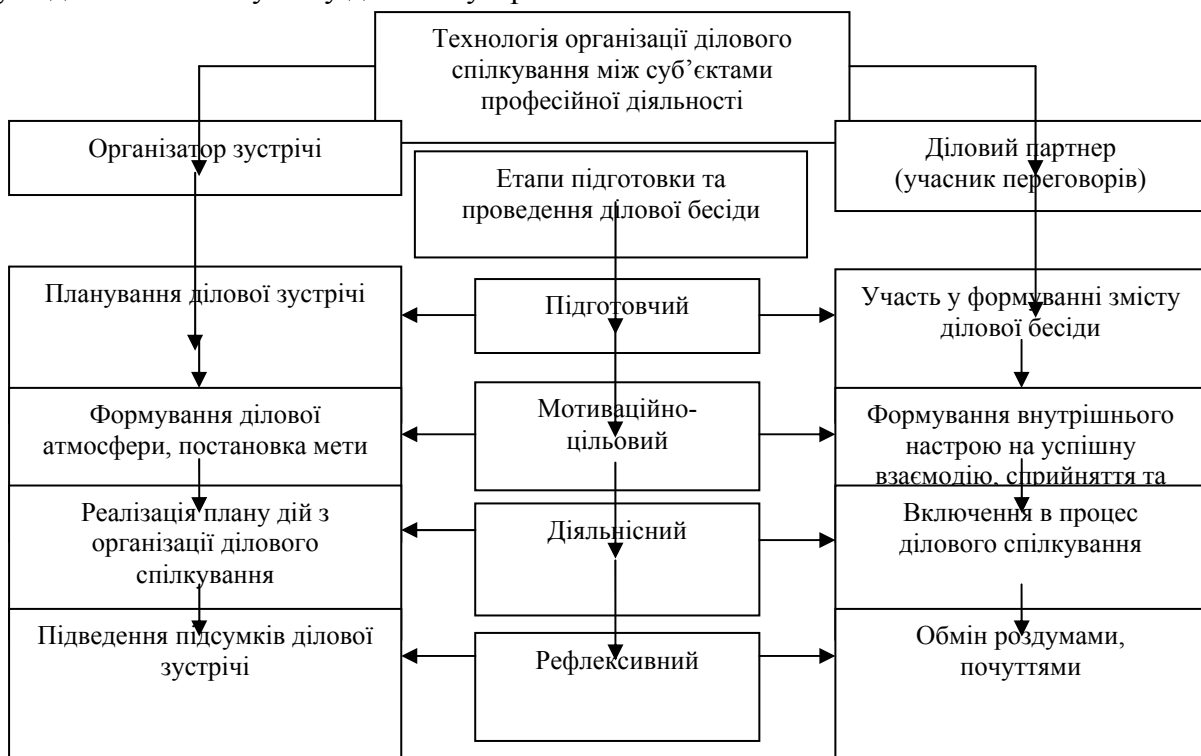 Технологія організації ділового
спілкування між суб’єктами
професійної діяльності
Організатор зустрічі
Етапи підготовки та
проведення ділової бесіди
Діловий партнер
(учасник переговорів)
Планування ділової зустрічі
Підготовчий
Участь у формуванні змісту
ділової бесіди
Формування ділової
атмосфери, постановка мети
Мотиваційно-
цільовий
Формування внутрішнього
настрою на успішну
взаємодію, сприйняття та
Реалізація плану дій з
організації ділового
спілкування
Діяльнісний
Включення в процес
ділового спілкування
Підведення підсумків ділової
зустрічі
Рефлексивний
Обмін роздумами,
почуттями